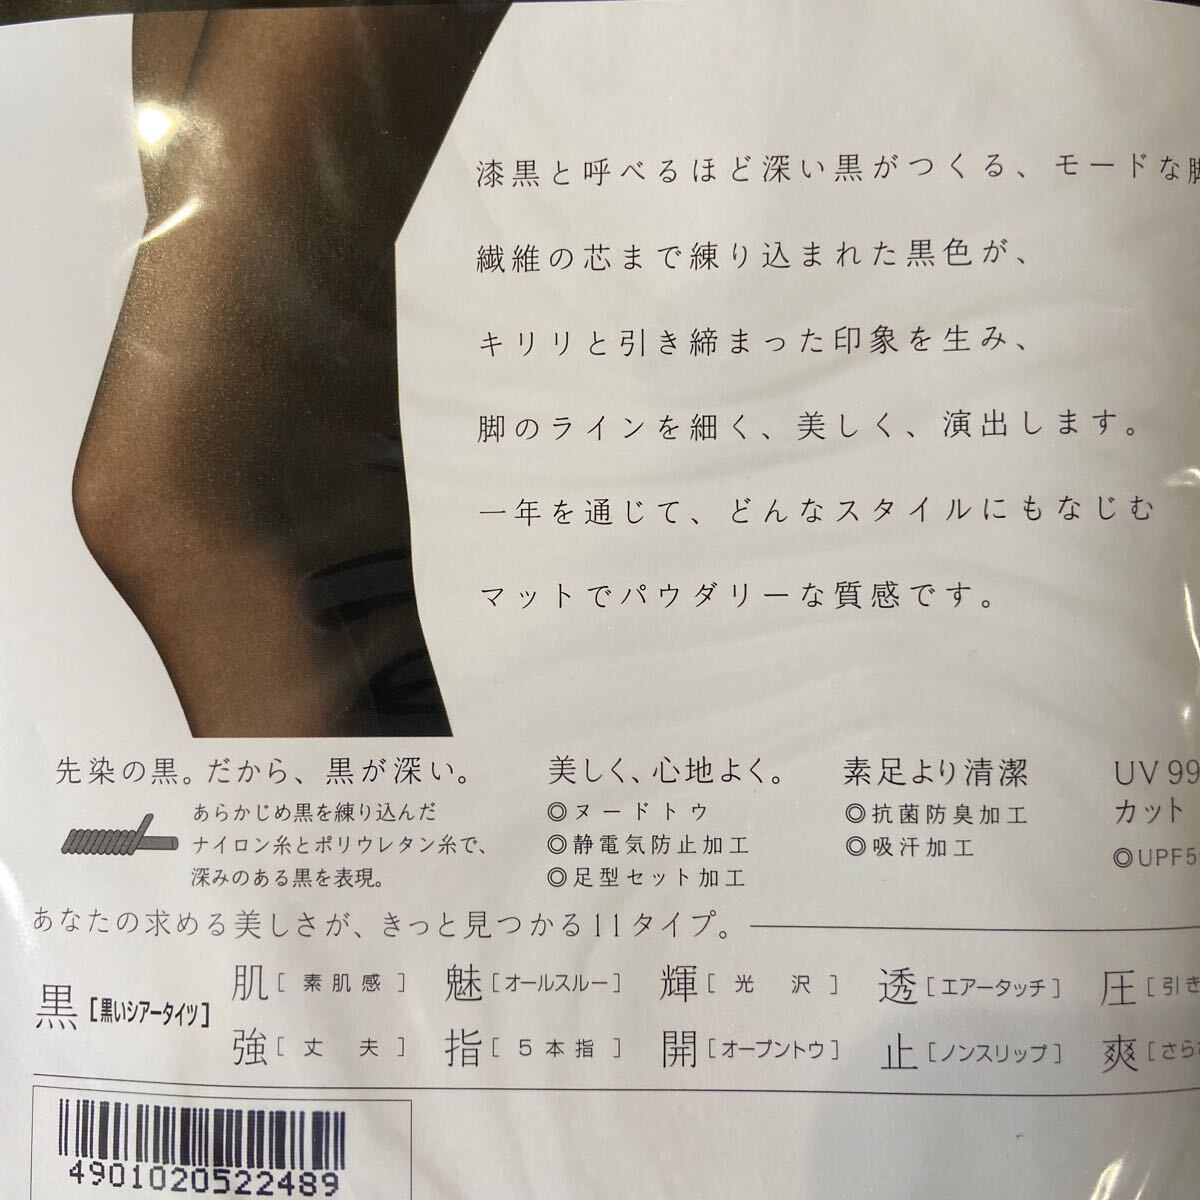 漆黒と呼べるほど深い黒がつくる、モードな脚
繊維の芯まで練り込まれた黒色が、
キリリと引き締まった印象を生み、
脚のラインを細く、美しく、演出します。
一年を通じて、どんなスタイルにもなじむ
マットでパウダリーな質感です。
先染の黒。だから、黒が深い。
あらかじめ黒を練り込んだ
ナイロン糸とポリウレタン糸で、
深みのある黒を表現。
美しく、心地よく。
◎ヌードトウ
◎静電気防止加工
◎足型セット加工
素足より清潔
◎抗菌防臭加工
◎吸汗加工
UV 99
カット
◎UPF5
あなたの求める美しさが、きっと見つかる11タイプ。
黒[黒いシアータイツ]
肌[素肌感] 魅[オールスルー] 輝[光沢] 透[エアータッチ] 圧[引き
強[丈夫] 指[5本指] 開[オープントウ] 止[ノンスリップ] 爽[さら
4901020522489